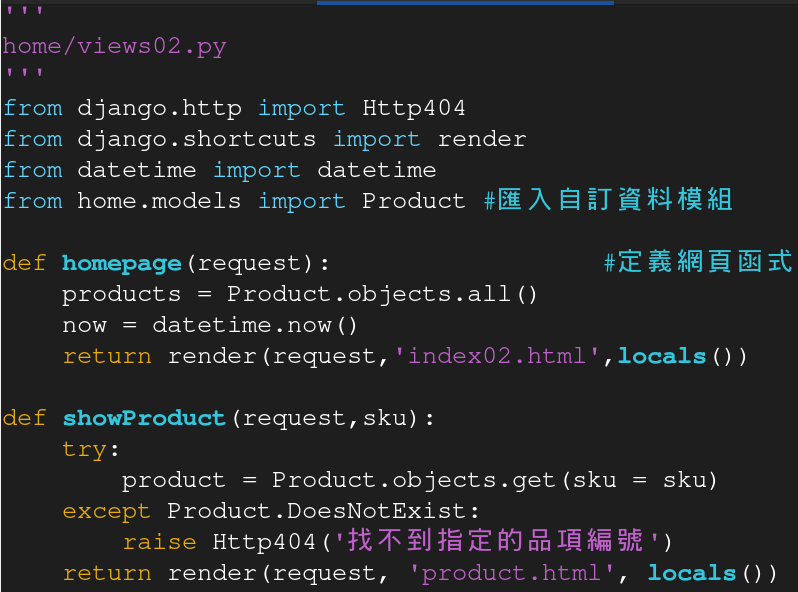 '''
home/views02.py
'''
from django.http import Http404
from django.shortcuts import render
from datetime import datetime
from home.models import Product #匯入自訂資料模組

def homepage(request):                  #定義網頁函式
    products = Product.objects.all()
    now = datetime.now()
    return render(request,'index02.html',locals())

def showProduct(request,sku):
    try:
        product = Product.objects.get(sku = sku)
    except Product.DoesNotExist:
        raise Http404('找不到指定的品項編號')
    return render(request, 'product.html', locals())